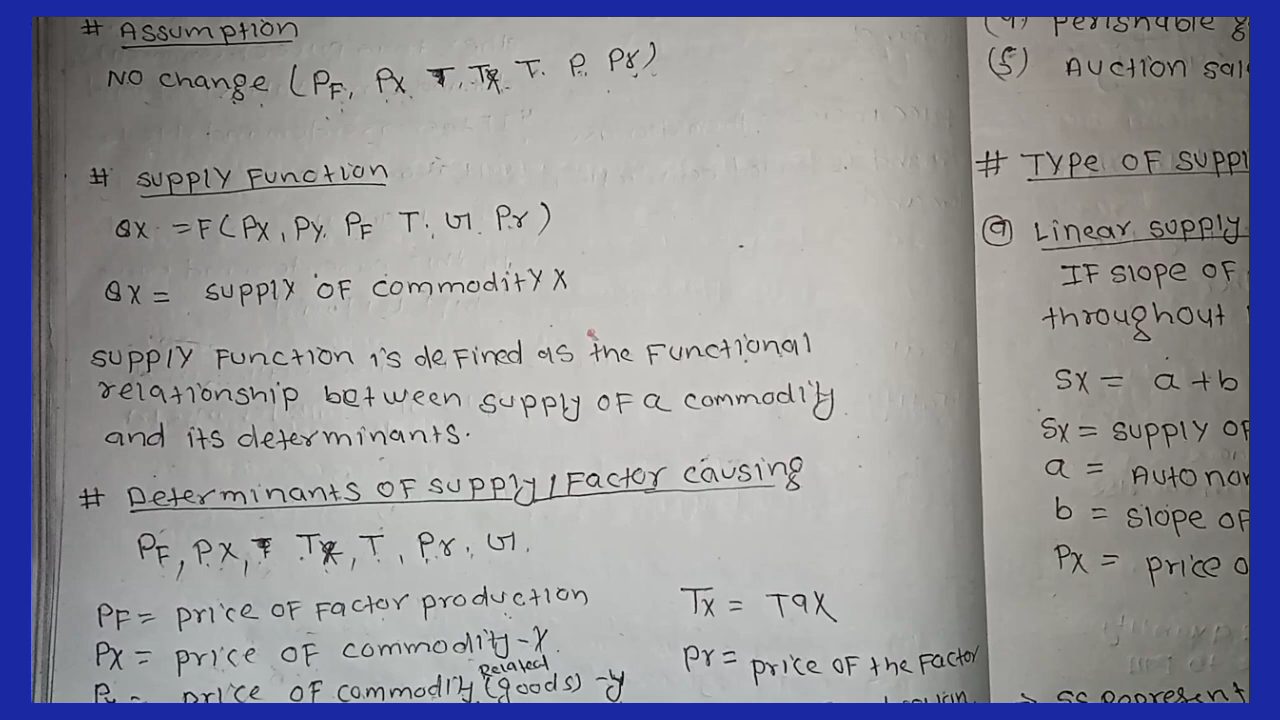 # Assumption
NO change (PF, Px T, Tx. T. P. Pr)
# Supply Function
Qx = F(Px, Py, PF T., G. Pr)
Qx = supply of commodity x
Supply Function is defined as the Functional
relationship between supply of a commodity
and its determinants.
# Determinants of supply / Factor causing
PF, Px, T Tx, T, Pr, G.
PF = price of Factor production
Px = price of commodity-x.
= price of commodity (Related goods) -y
Tx = Tax
Pr = price of the Factor
(4) Perishable g
(5) Auction sal
# Type of suppl
a Linear supply
IF slope of
throughout
Sx = a + b
Sx = supply of
a = Autonom
b = slope of
Px = price o